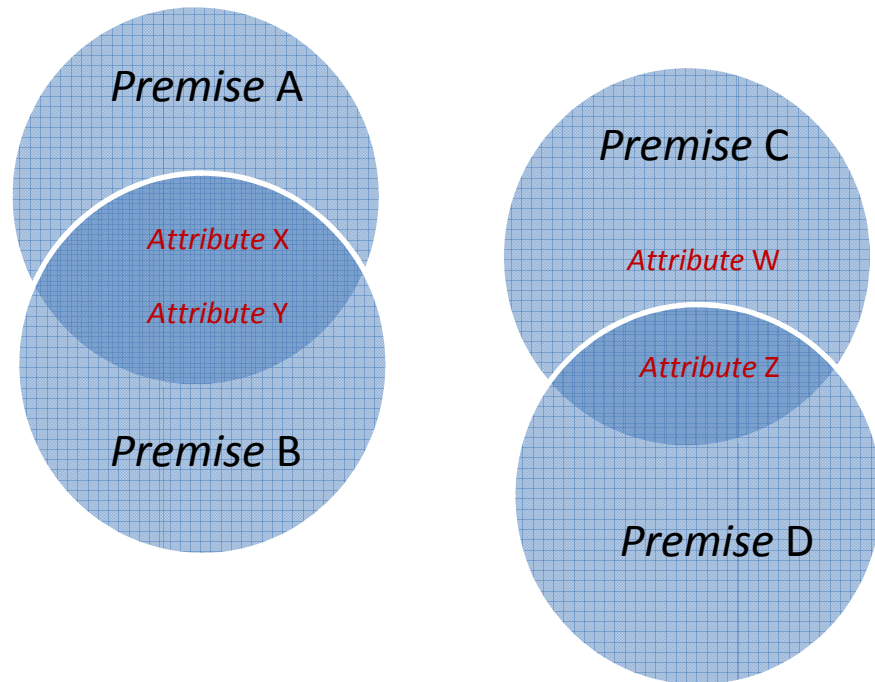 Premise A
Attribute X
Attribute Y
Premise B
Premise C
Attribute W
Attribute Z
Premise D